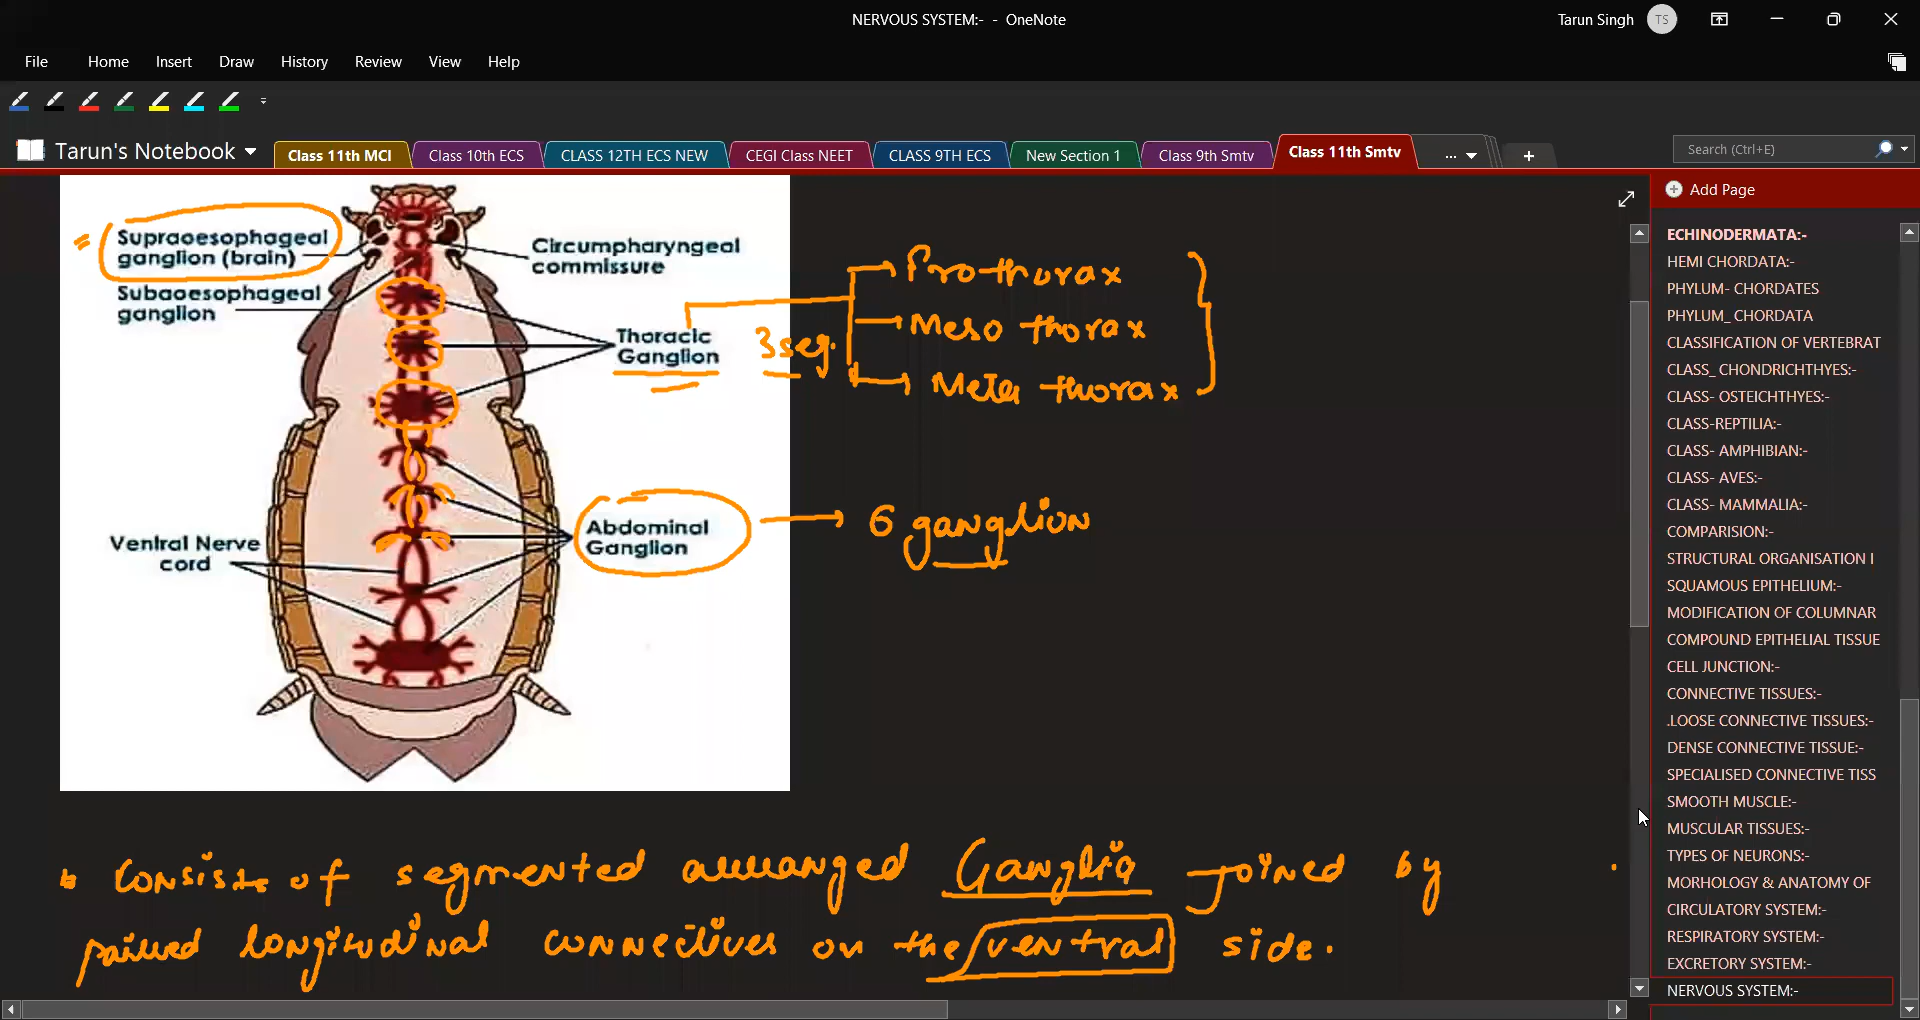 NERVOUS SYSTEM:- - OneNote
Tarun Singh
TS
File Home Insert Draw History Review View Help
Tarun's Notebook
Class 11th MCI
Class 10th ECS
CLASS 12TH ECS NEW
CEGI Class NEET
CLASS 9TH ECS
New Section 1
Class 9th Smtv
Class 11th Smtv
...
Search (Ctrl+E)
Add Page
Supraoesophageal
ganglion (brain)
Subaoesophageal
ganglion
Circumpharyngeal
commissure
Thoracic
Ganglion
3 seg.
Prothorax
Meso thorax
Meta thorax
Abdominal
Ganglion
6 ganglion
Ventral Nerve
cord
Consists of segmented arranged Ganglia joined by
paired longitudinal connectives on the ventral side.
ECHINODERMATA:-
HEMI CHORDATA:-
PHYLUM- CHORDATES
PHYLUM_ CHORDATA
CLASSIFICATION OF VERTEBRAT
CLASS_ CHONDRICHTHYES:-
CLASS- OSTEICHTHYES:-
CLASS-REPTILIA:-
CLASS- AMPHIBIAN:-
CLASS- AVES:-
CLASS- MAMMALIA:-
COMPARISION:-
STRUCTURAL ORGANISATION I
SQUAMOUS EPITHELIUM:-
MODIFICATION OF COLUMNAR
COMPOUND EPITHELIAL TISSUE
CELL JUNCTION:-
CONNECTIVE TISSUES:-
.LOOSE CONNECTIVE TISSUES:-
DENSE CONNECTIVE TISSUE:-
SPECIALISED CONNECTIVE TISS
SMOOTH MUSCLE:-
MUSCULAR TISSUES:-
TYPES OF NEURONS:-
MORHOLOGY & ANATOMY OF
CIRCULATORY SYSTEM:-
RESPIRATORY SYSTEM:-
EXCRETORY SYSTEM:-
NERVOUS SYSTEM:-